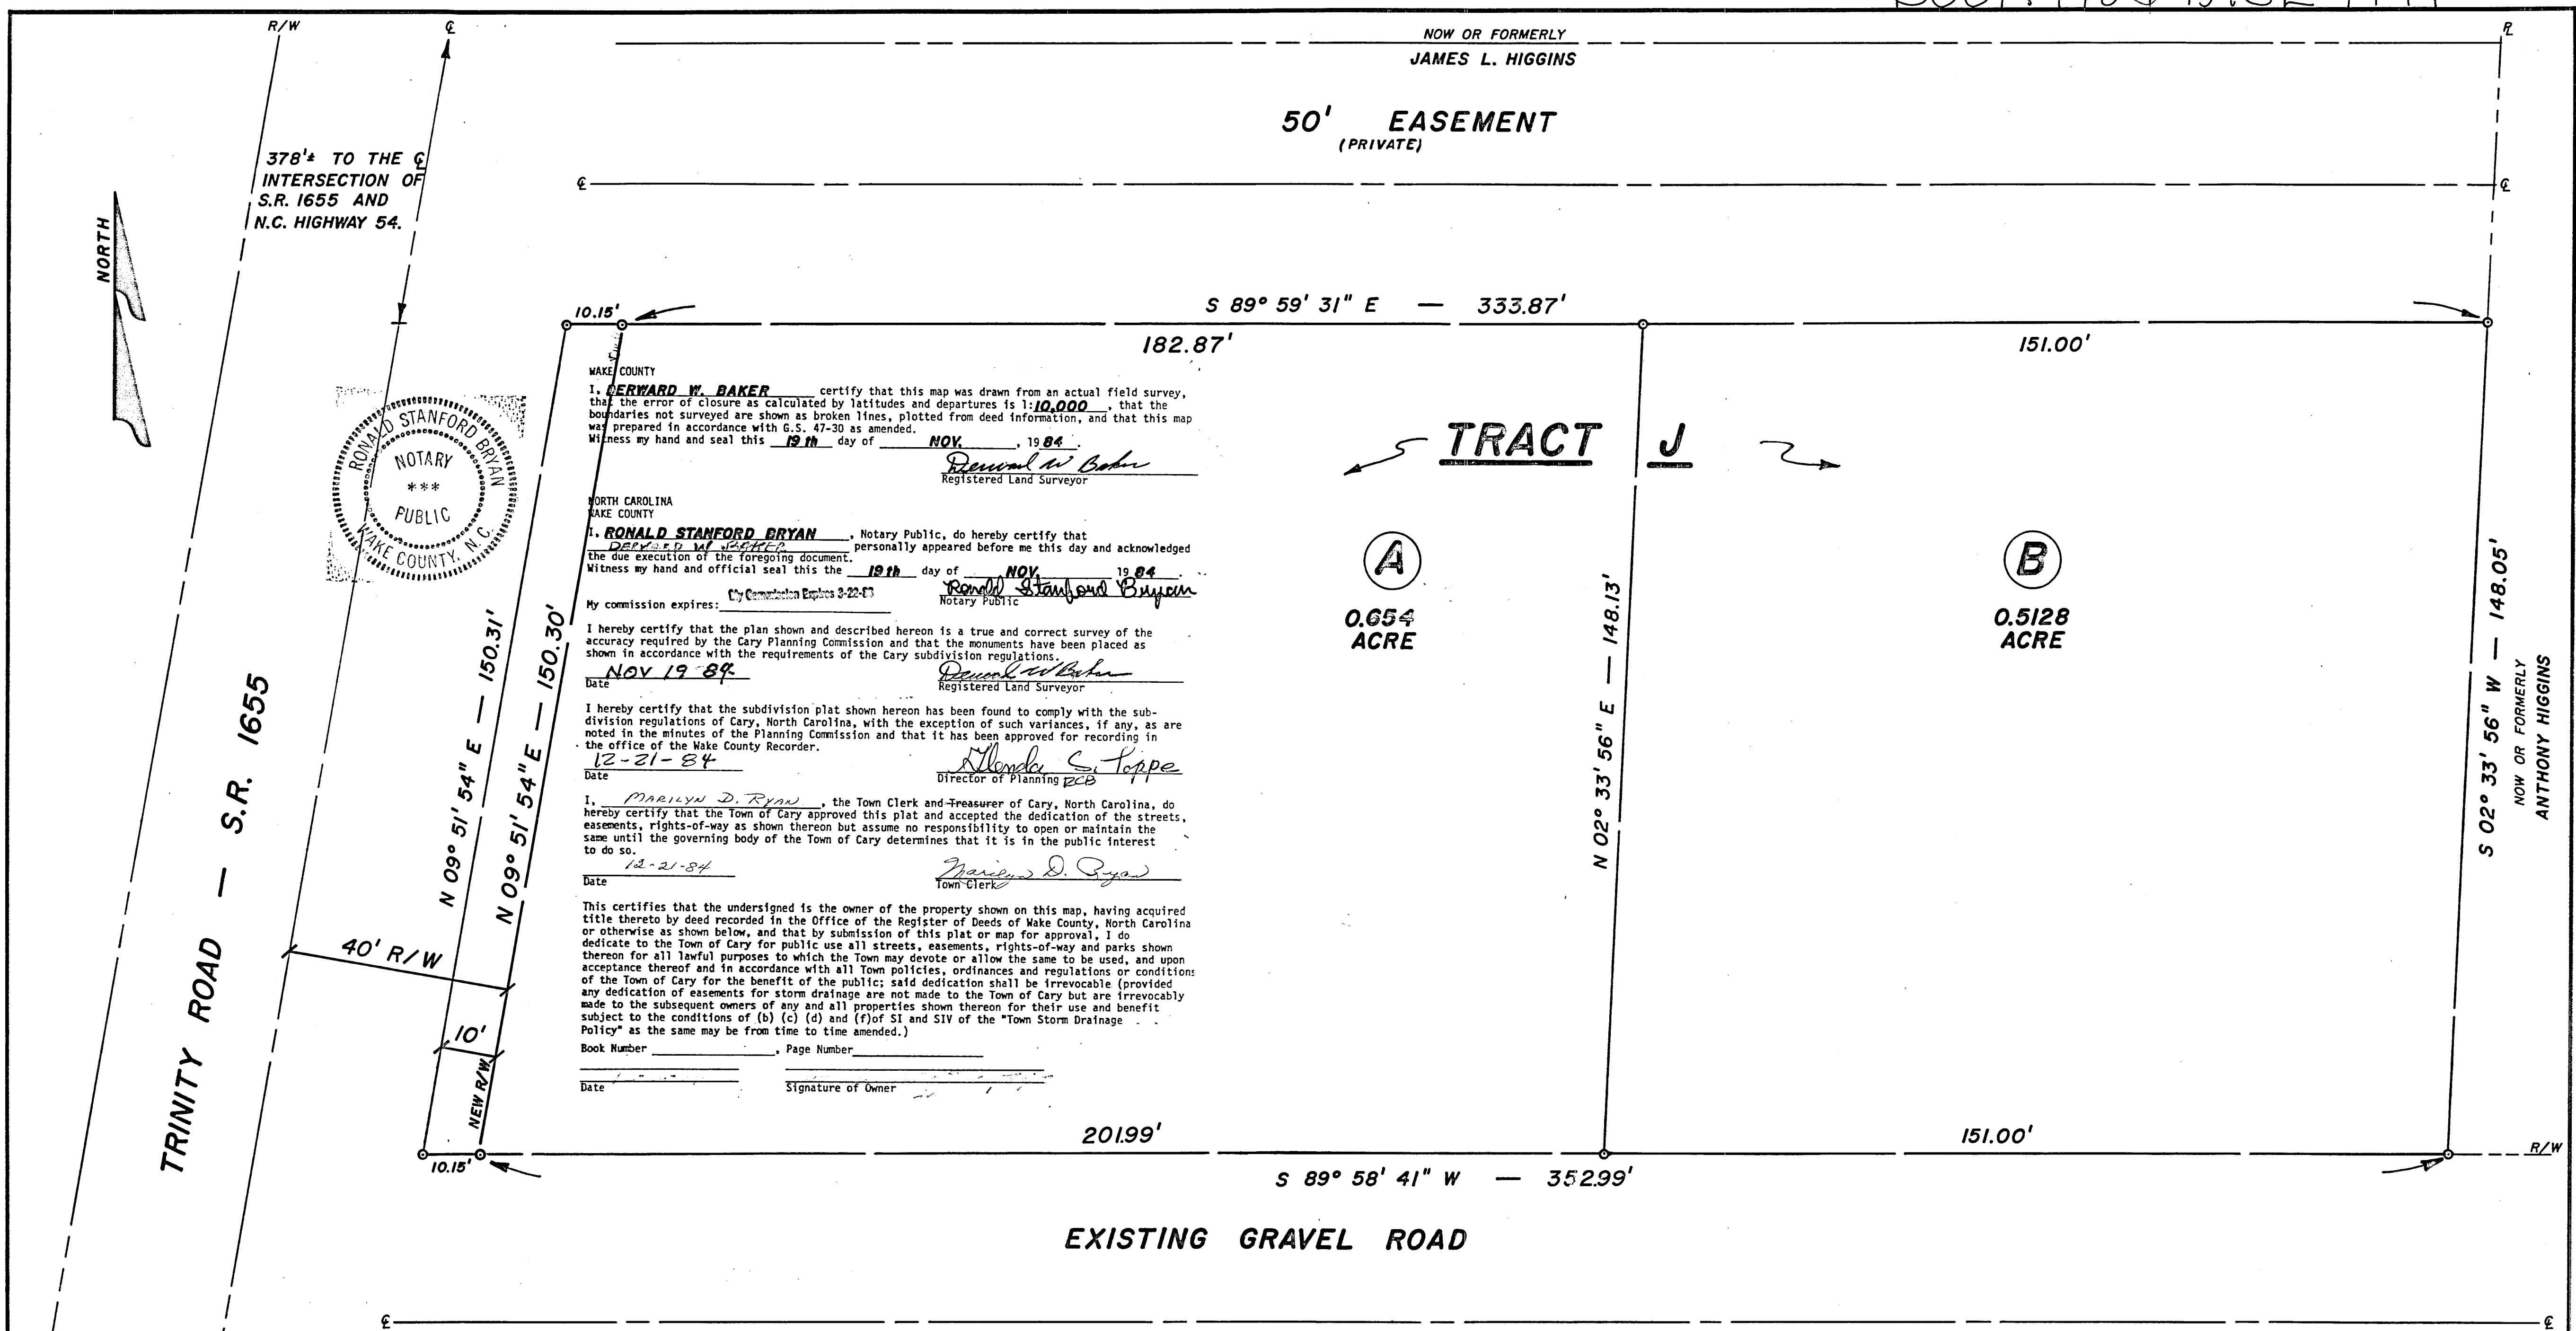 R/W
℄
NOW OR FORMERLY
JAMES L. HIGGINS
℄
50' EASEMENT
(PRIVATE)
378'± TO THE ℄
INTERSECTION OF
S.R. 1655 AND
N.C. HIGHWAY 54.
℄
℄
NORTH
10.15'
S 89° 59' 31" E — 333.87'
182.87'
151.00'
RONALD STANFORD BRYAN
NOTARY
***
PUBLIC
WAKE COUNTY, N.C.
WAKE COUNTY
I, DERWARD W. BAKER certify that this map was drawn from an actual field survey,
that the error of closure as calculated by latitudes and departures is 1:10,000, that the
boundaries not surveyed are shown as broken lines, plotted from deed information, and that this map
was prepared in accordance with G.S. 47-30 as amended.
Witness my hand and seal this 19th day of NOV., 1984.
Derward W Baker
Registered Land Surveyor
NORTH CAROLINA
WAKE COUNTY
I, RONALD STANFORD BRYAN, Notary Public, do hereby certify that
DERWARD W. BAKER personally appeared before me this day and acknowledged
the due execution of the foregoing document.
Witness my hand and official seal this the 19th day of NOV. 1984.
Ronald Stanford Bryan
My commission expires: My Commission Expires
Notary Public
I hereby certify that the plan shown and described hereon is a true and correct survey of the
accuracy required by the Cary Planning Commission and that the monuments have been placed as
shown in accordance with the requirements of the Cary subdivision regulations.
NOV 19 84 Derward W Baker
Date Registered Land Surveyor
I hereby certify that the subdivision plat shown hereon has been found to comply with the sub-
division regulations of Cary, North Carolina, with the exception of such variances, if any, as are
noted in the minutes of the Planning Commission and that it has been approved for recording in
the office of the Wake County Recorder.
12-21-84 Glenda S. Toppe
Date Director of Planning RCB
I, MARILYN D. RYAN, the Town Clerk and Treasurer of Cary, North Carolina, do
hereby certify that the Town of Cary approved this plat and accepted the dedication of the streets,
easements, rights-of-way as shown thereon but assume no responsibility to open or maintain the
same until the governing body of the Town of Cary determines that it is in the public interest
to do so.
12-21-84 Marilyn D. Ryan
Date Town Clerk
This certifies that the undersigned is the owner of the property shown on this map, having acquired
title thereto by deed recorded in the Office of the Register of Deeds of Wake County, North Carolina
or otherwise as shown below, and that by submission of this plat or map for approval, I do
dedicate to the Town of Cary for public use all streets, easements, rights-of-way and parks shown
thereon for all lawful purposes to which the Town may devote or allow the same to be used, and upon
acceptance thereof and in accordance with all Town policies, ordinances and regulations or conditions
of the Town of Cary for the benefit of the public; said dedication shall be irrevocable (provided
any dedication of easements for storm drainage are not made to the Town of Cary but are irrevocably
made to the subsequent owners of any and all properties shown thereon for their use and benefit
subject to the conditions of (b) (c) (d) and (f)of SI and SIV of the "Town Storm Drainage
Policy" as the same may be from time to time amended.)
Book Number , Page Number
Date Signature of Owner
TRACT J
A
0.654
ACRE
B
0.5128
ACRE
N 02° 33' 56" E — 148.13'
S 02° 33' 56" W — 148.05'
NOW OR FORMERLY
ANTHONY HIGGINS
N 09° 51' 54" E — 150.31'
N 09° 51' 54" E — 150.30'
TRINITY ROAD — S.R. 1655
40' R/W
10'
NEW R/W
10.15'
201.99'
151.00'
R/W
S 89° 58' 41" W — 352.99'
EXISTING GRAVEL ROAD
℄
℄